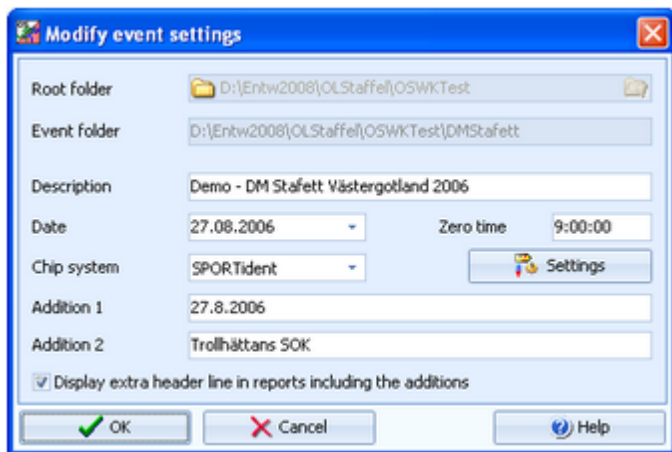 Modify event settings
Root folder D:\Entw2008\OLStaffel\OSWKTest
Event folder D:\Entw2008\OLStaffel\OSWKTest\DMStafett
Description Demo - DM Stafett Västergotland 2006
Date 27.08.2006 Zero time 9:00:00
Chip system SPORTident Settings
Addition 1 27.8.2006
Addition 2 Trollhättans SOK
Display extra header line in reports including the additions
OK Cancel Help